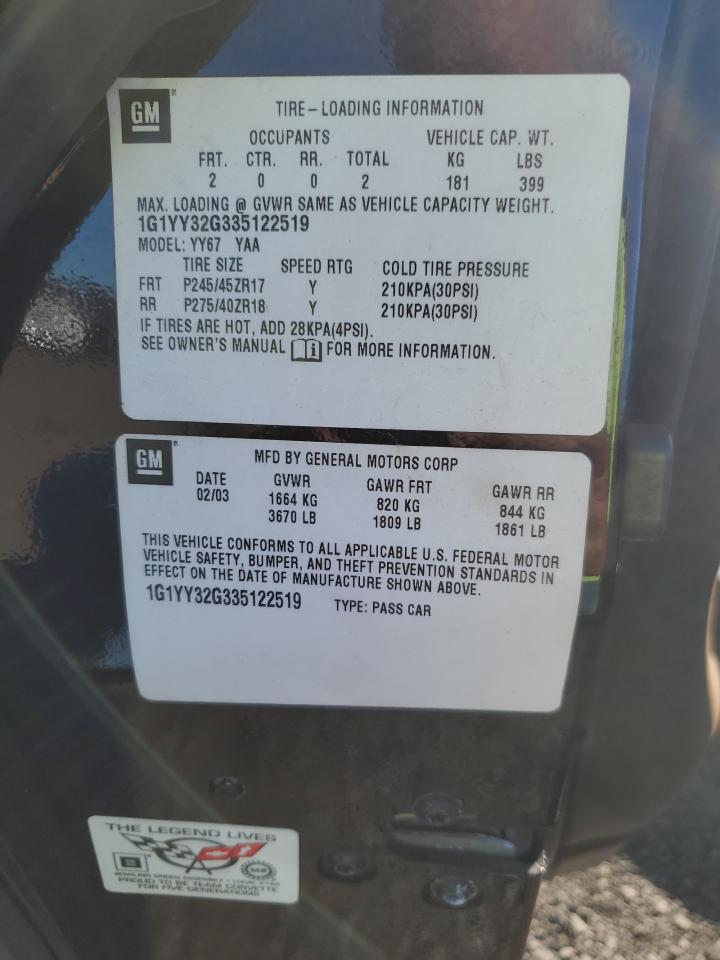 GM
TIRE-LOADING INFORMATION
OCCUPANTS VEHICLE CAP. WT.
FRT. CTR. RR. TOTAL KG LBS
2 0 0 2 181 399
MAX. LOADING @ GVWR SAME AS VEHICLE CAPACITY WEIGHT.
1G1YY32G335122519
MODEL: YY67 YAA
TIRE SIZE SPEED RTG COLD TIRE PRESSURE
FRT P245/45ZR17 Y 210KPA(30PSI)
RR P275/40ZR18 Y 210KPA(30PSI)
IF TIRES ARE HOT, ADD 28KPA(4PSI).
SEE OWNER'S MANUAL i FOR MORE INFORMATION.
GM
MFD BY GENERAL MOTORS CORP
DATE GVWR GAWR FRT GAWR RR
02/03 1664 KG 820 KG 844 KG
3670 LB 1809 LB 1861 LB
THIS VEHICLE CONFORMS TO ALL APPLICABLE U.S. FEDERAL MOTOR
VEHICLE SAFETY, BUMPER, AND THEFT PREVENTION STANDARDS IN
EFFECT ON THE DATE OF MANUFACTURE SHOWN ABOVE.
1G1YY32G335122519 TYPE: PASS CAR
THE LEGEND LIVES
GM
BOWLING GREEN ASSEMBLY • LOCAL
PROUD TO BE TEAM CORVETTE
FOR FIVE GENERATIONS